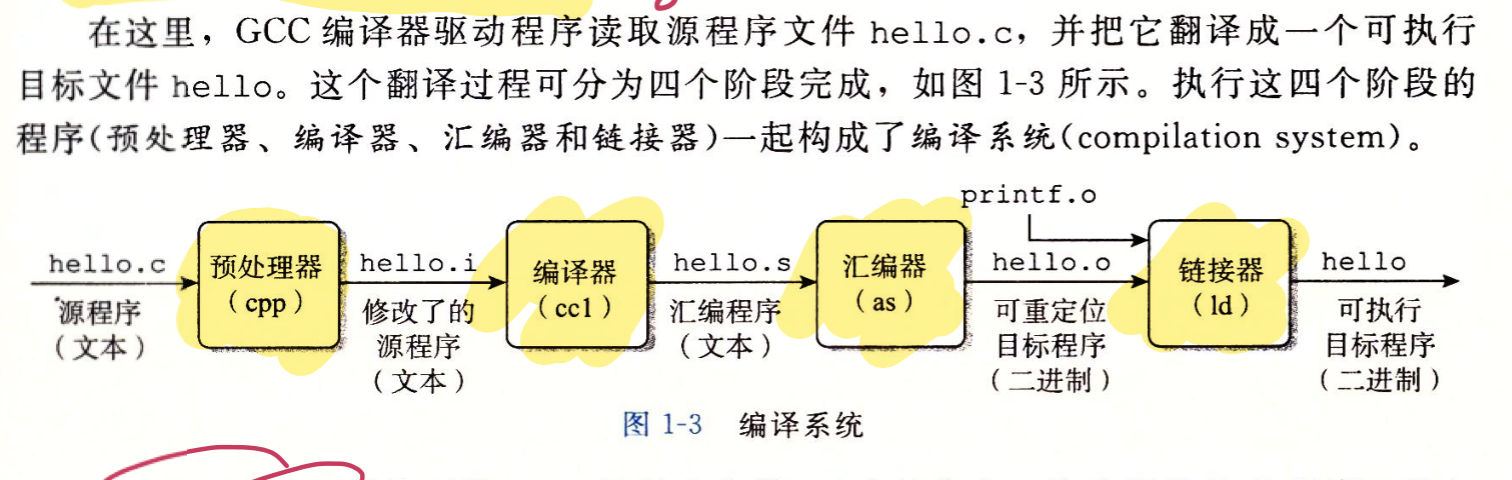 在这里，GCC 编译器驱动程序读取源程序文件 hello.c，并把它翻译成一个可执行
目标文件 hello。这个翻译过程可分为四个阶段完成，如图 1-3 所示。执行这四个阶段的
程序(预处理器、编译器、汇编器和链接器)一起构成了编译系统(compilation system)。
printf.o
hello.c
预处理器
(cpp)
hello.i
编译器
(cc1)
hello.s
汇编器
(as)
hello.o
链接器
(ld)
hello
源程序
(文本)
修改了的
源程序
(文本)
汇编程序
(文本)
可重定位
目标程序
(二进制)
可执行
目标程序
(二进制)
图 1-3 编译系统